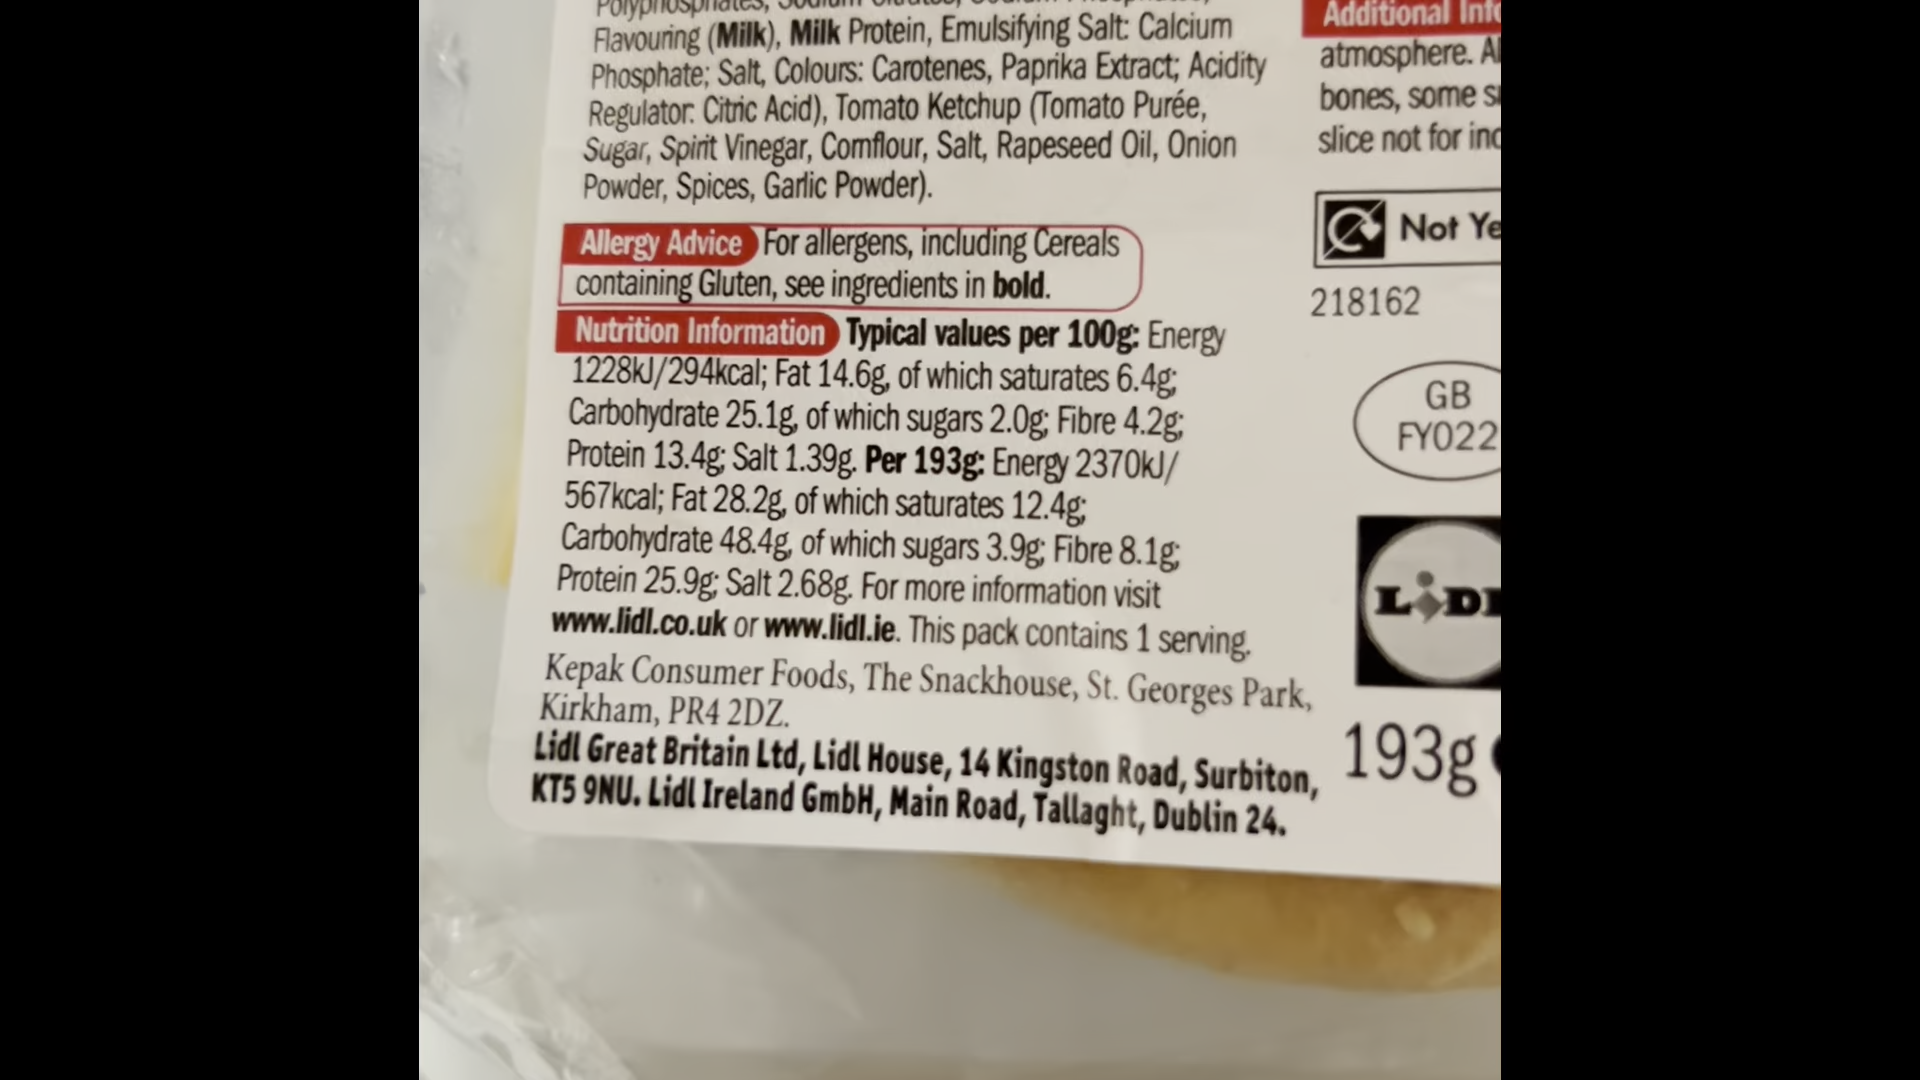 Polyphosphates, Sodium
Flavouring (Milk), Milk Protein, Emulsifying Salt: Calcium
Phosphate; Salt, Colours: Carotenes, Paprika Extract; Acidity
Regulator: Citric Acid), Tomato Ketchup (Tomato Purée,
Sugar, Spirit Vinegar, Cornflour, Salt, Rapeseed Oil, Onion
Powder, Spices, Garlic Powder).
Allergy Advice For allergens, including Cereals
containing Gluten, see ingredients in bold.
Nutrition Information Typical values per 100g: Energy
1228kJ/294kcal; Fat 14.6g, of which saturates 6.4g;
Carbohydrate 25.1g, of which sugars 2.0g; Fibre 4.2g;
Protein 13.4g; Salt 1.39g. Per 193g: Energy 2370kJ/
567kcal; Fat 28.2g, of which saturates 12.4g;
Carbohydrate 48.4g, of which sugars 3.9g; Fibre 8.1g;
Protein 25.9g; Salt 2.68g. For more information visit
www.lidl.co.uk or www.lidl.ie. This pack contains 1 serving.
Kepak Consumer Foods, The Snackhouse, St. Georges Park,
Kirkham, PR4 2DZ.
Lidl Great Britain Ltd, Lidl House, 14 Kingston Road, Surbiton,
KT5 9NU. Lidl Ireland GmbH, Main Road, Tallaght, Dublin 24.
Additional
atmosphere.
bones, some
slice not for
Not
218162
GB
FY022
LIDL
193g